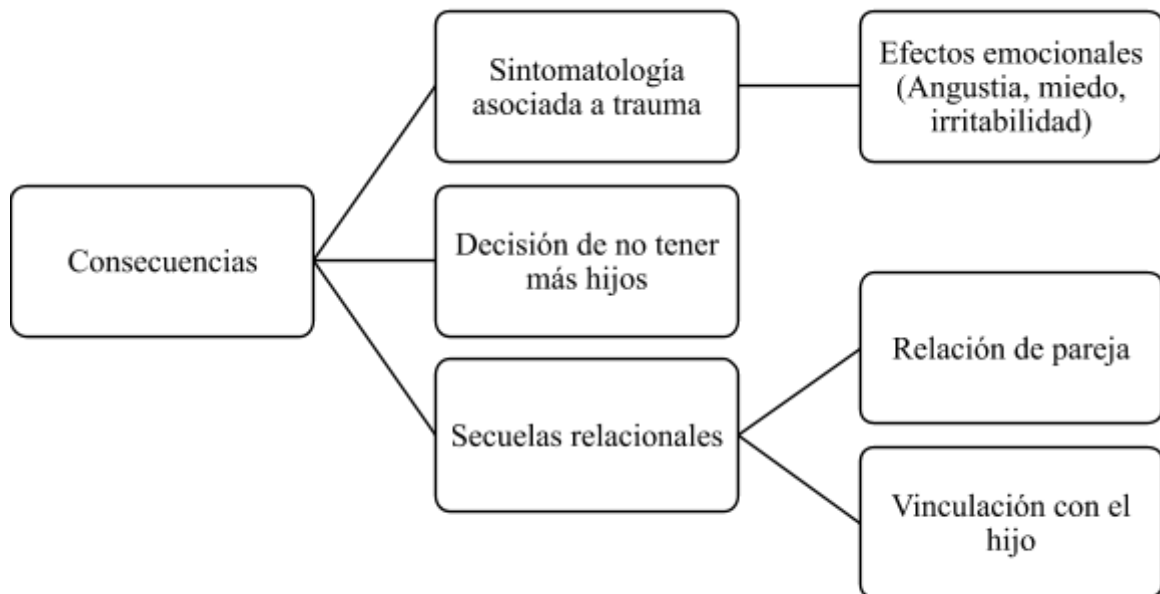 Consecuencias
Sintomatología
asociada a trauma
Efectos emocionales
(Angustia, miedo,
irritabilidad)
Decisión de no tener
más hijos
Secuelas relacionales
Relación de pareja
Vinculación con el
hijo